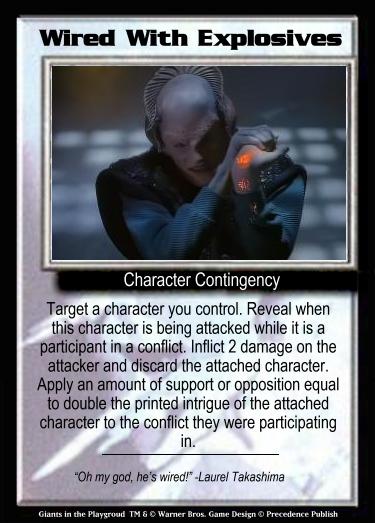 Wired With Explosives
Character Contingency
Target a character you control. Reveal when
this character is being attacked while it is a
participant in a conflict. Inflict 2 damage on the
attacker and discard the attached character.
Apply an amount of support or opposition equal
to double the printed intrigue of the attached
character to the conflict they were participating
in.
“Oh my god, he's wired!” -Laurel Takashima
Giants in the Playgroud TM & © Warner Bros. Game Design © Precedence Publish